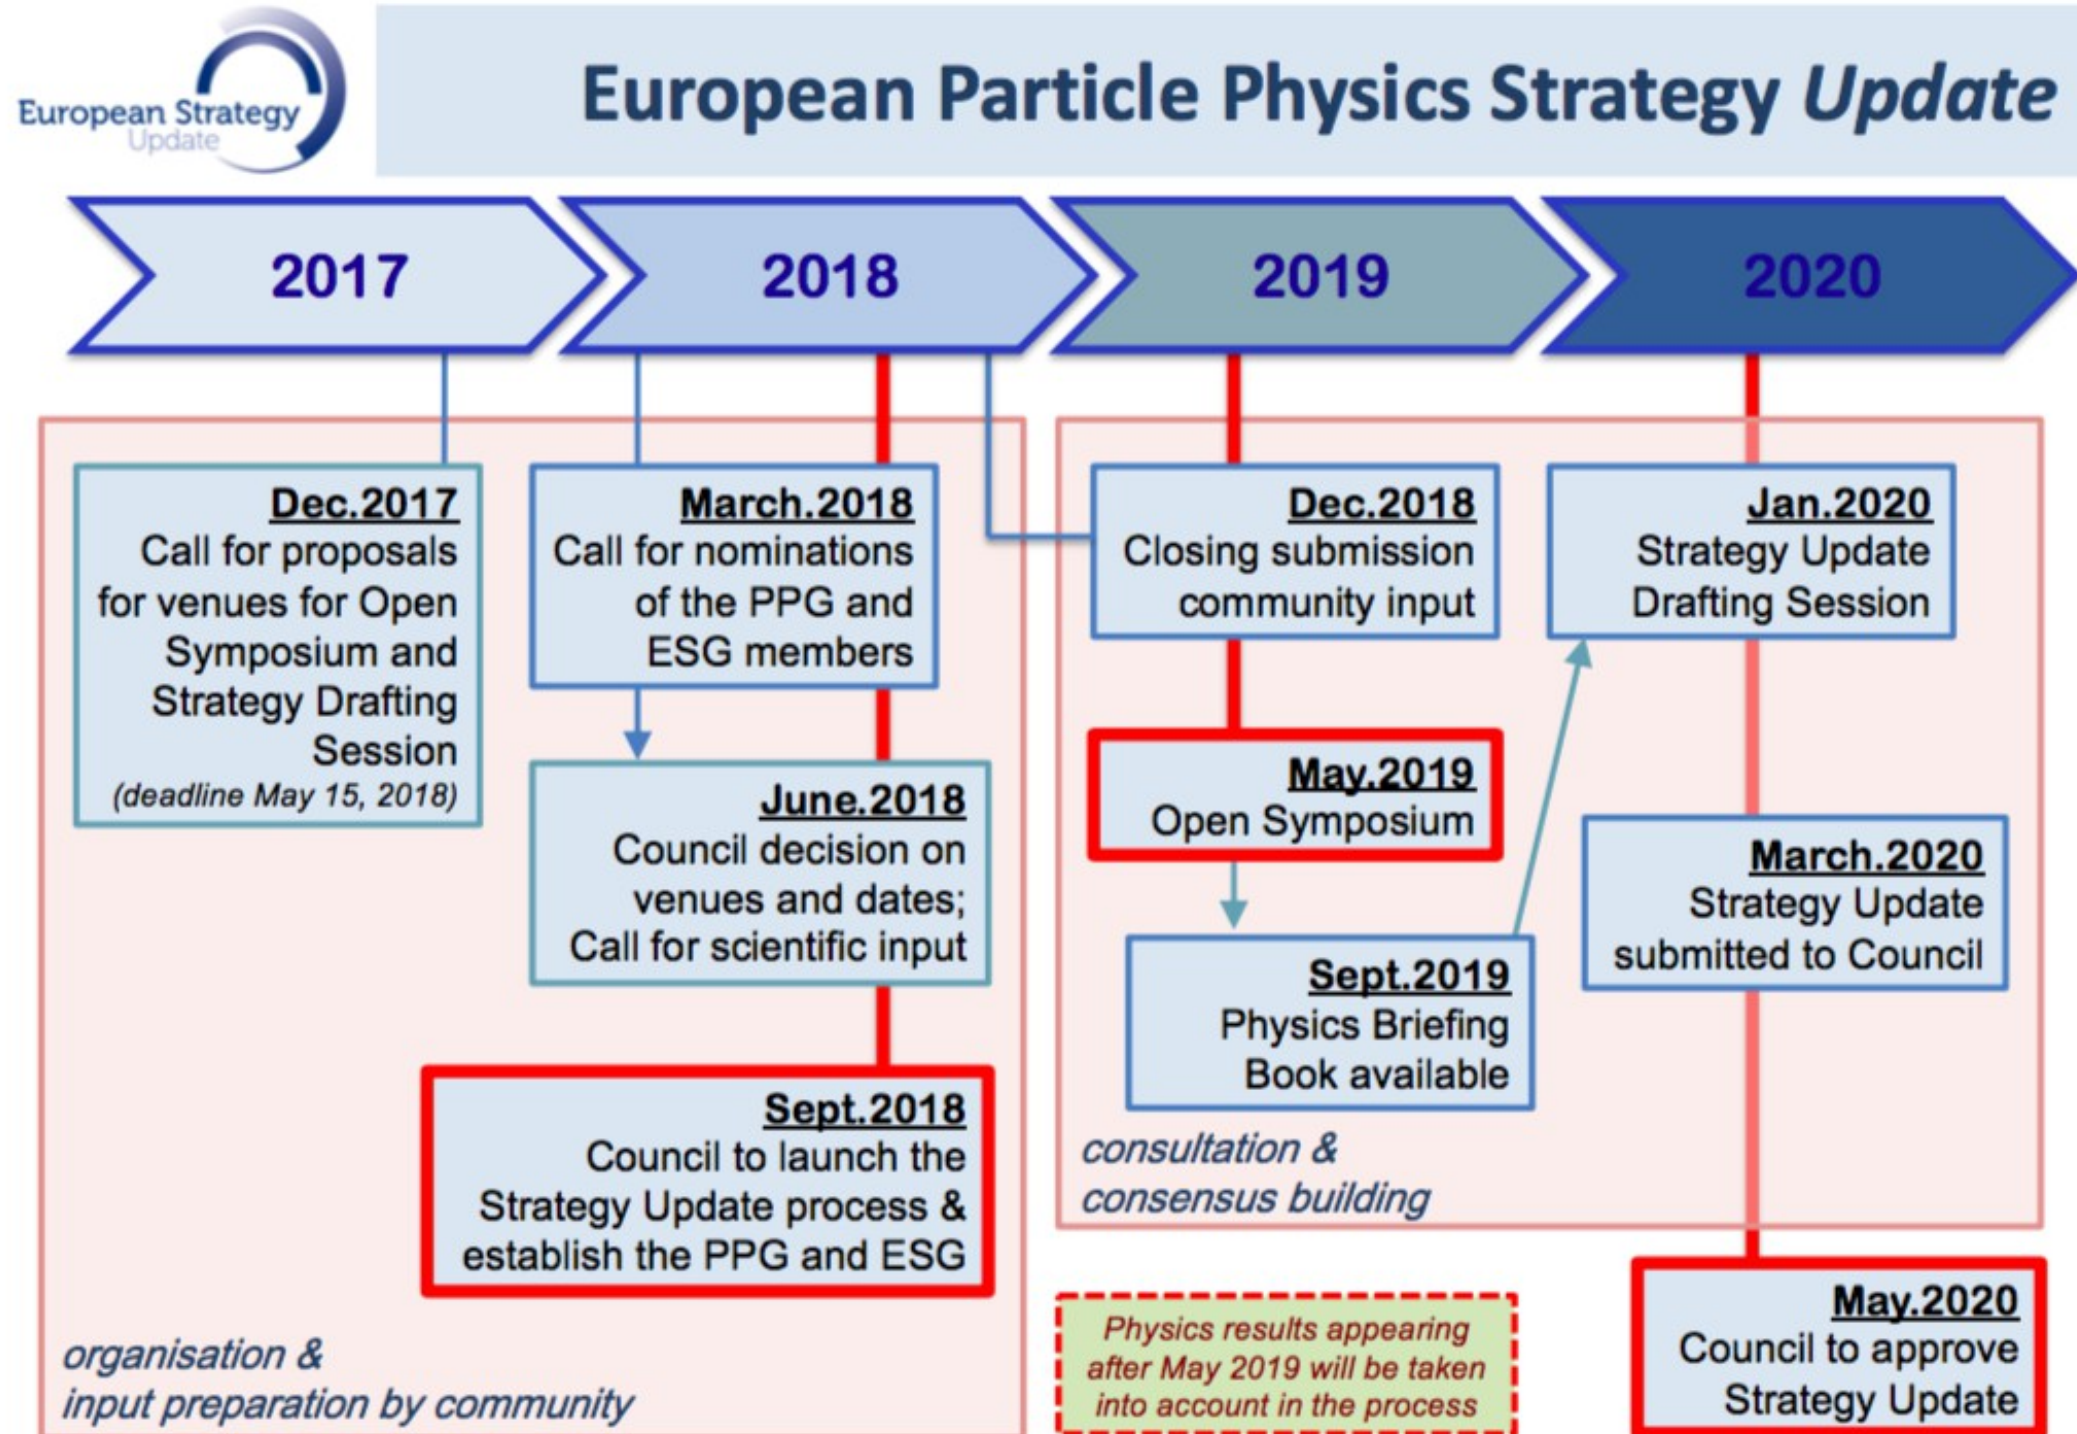 European Strategy
Update
European Particle Physics Strategy Update
2017
2018
2019
2020
Dec.2017
Call for proposals
for venues for Open
Symposium and
Strategy Drafting
Session
(deadline May 15, 2018)
March.2018
Call for nominations
of the PPG and
ESG members
June.2018
Council decision on
venues and dates;
Call for scientific input
Sept.2018
Council to launch the
Strategy Update process &
establish the PPG and ESG
organisation &
input preparation by community
Dec.2018
Closing submission
community input
May.2019
Open Symposium
Sept.2019
Physics Briefing
Book available
Jan.2020
Strategy Update
Drafting Session
March.2020
Strategy Update
submitted to Council
consultation &
consensus building
Physics results appearing
after May 2019 will be taken
into account in the process
May.2020
Council to approve
Strategy Update